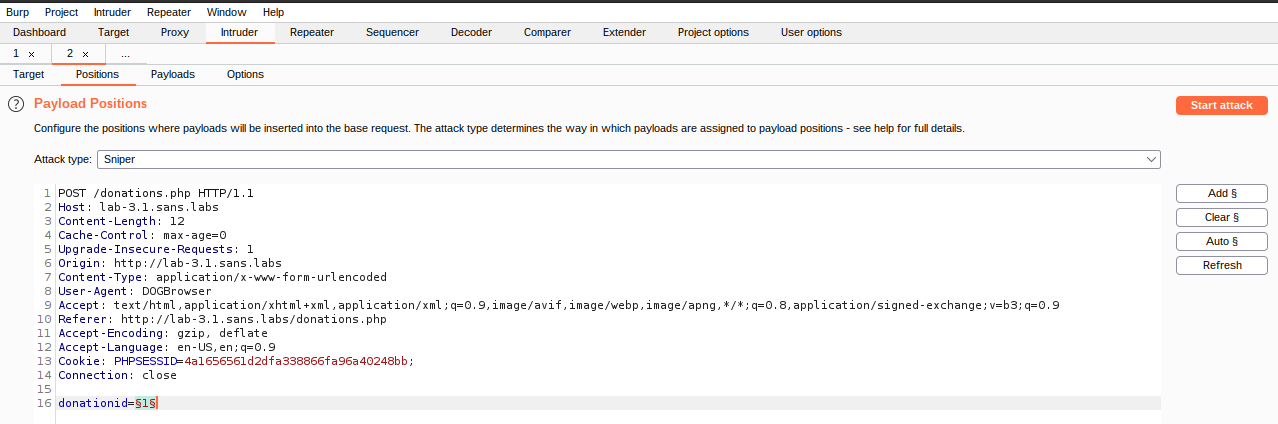 Burp Project Intruder Repeater Window Help
Dashboard Target Proxy Intruder Repeater Sequencer Decoder Comparer Extender Project options User options
1 × 2 × ...
Target Positions Payloads Options
? Payload Positions
Start attack
Configure the positions where payloads will be inserted into the base request. The attack type determines the way in which payloads are assigned to payload positions - see help for full details.
Attack type: Sniper
1 POST /donations.php HTTP/1.1
2 Host: lab-3.1.sans.labs
3 Content-Length: 12
4 Cache-Control: max-age=0
5 Upgrade-Insecure-Requests: 1
6 Origin: http://lab-3.1.sans.labs
7 Content-Type: application/x-www-form-urlencoded
8 User-Agent: DOGBrowser
9 Accept: text/html,application/xhtml+xml,application/xml;q=0.9,image/avif,image/webp,image/apng,*/*;q=0.8,application/signed-exchange;v=b3;q=0.9
10 Referer: http://lab-3.1.sans.labs/donations.php
11 Accept-Encoding: gzip, deflate
12 Accept-Language: en-US,en;q=0.9
13 Cookie: PHPSESSID=4a1656561d2dfa338866fa96a40248bb;
14 Connection: close
15
16 donationid=§1§
Add §
Clear §
Auto §
Refresh